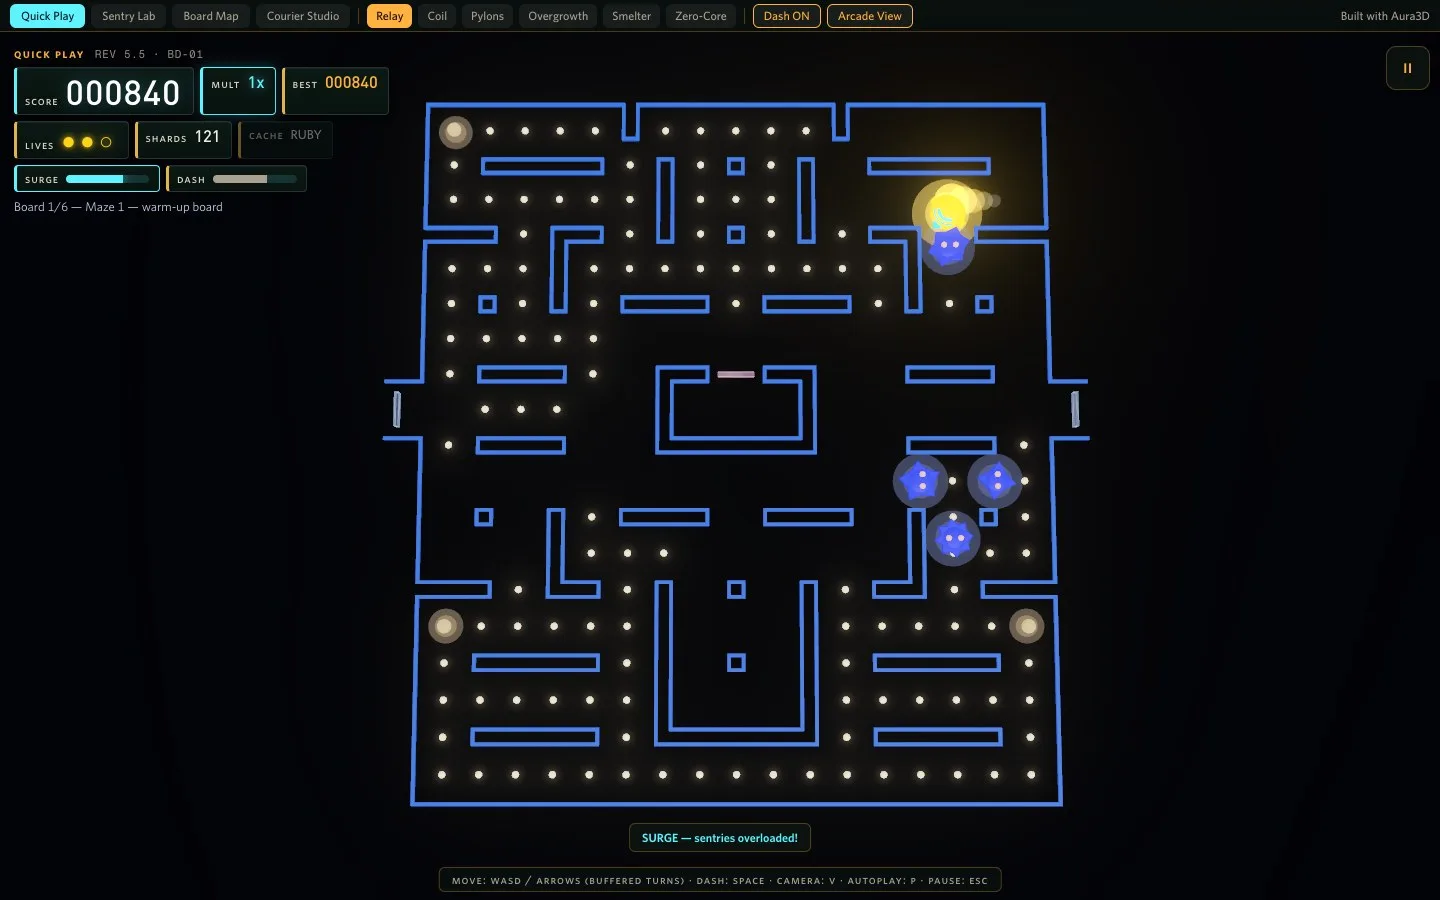 Quick Play Sentry Lab Board Map Courier Studio Relay Coil Pylons Overgrowth Smelter Zero-Core Dash ON Arcade View Built with Aura3D
QUICK PLAY REV 5.5 · BD-01
SCORE 000840 MULT 1x BEST 000840
LIVES SHARDS 121 CACHE RUBY
SURGE DASH
Board 1/6 — Maze 1 — warm-up board
SURGE — sentries overloaded!
MOVE: WASD / ARROWS (BUFFERED TURNS) · DASH: SPACE · CAMERA: V · AUTOPLAY: P · PAUSE: ESC